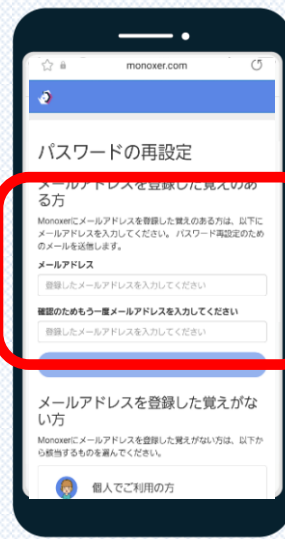 monoxer.com
パスワードの再設定
メールアドレスを登録した覚えのあ
る方
Monoxerにメールアドレスを登録した覚えのある方は、以下に
メールアドレスを入力してください。 パスワード再設定のため
のメールを送信します。
メールアドレス
登録したメールアドレスを入力してください
確認のためもう一度メールアドレスを入力してください
登録したメールアドレスを入力してください
メールアドレスを登録した覚えがな
い方
Monoxerにメールアドレスを登録した覚えがない方は、以下か
ら該当するものを選んでください。
個人でご利用の方